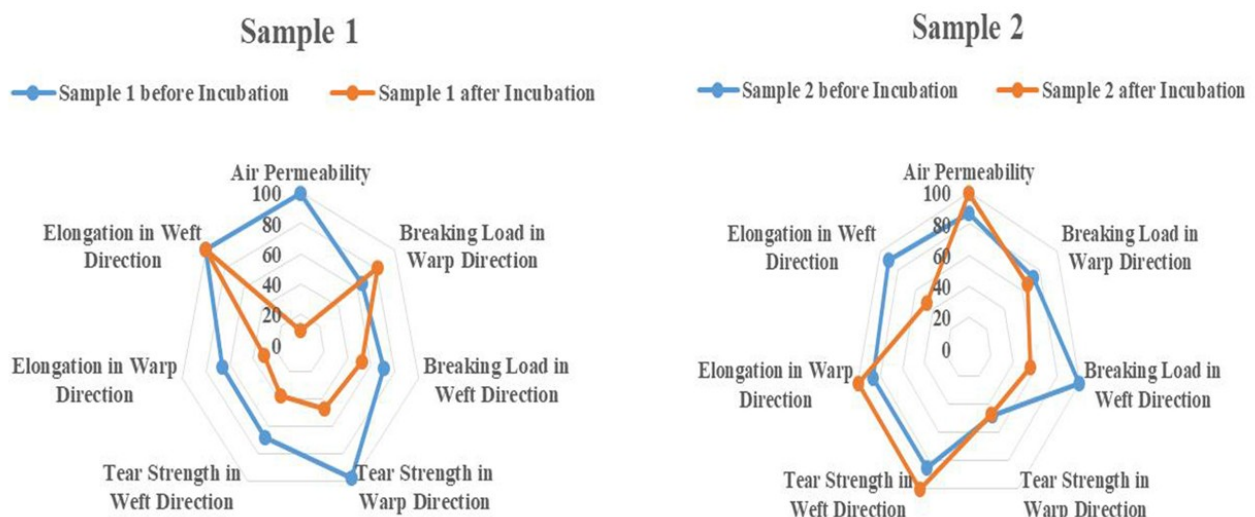 Sample 1
Sample 1 before Incubation
Sample 1 after Incubation
Air Permeability
100
80
60
40
20
0
Breaking Load in
Warp Direction
Breaking Load in
Weft Direction
Tear Strength in
Warp Direction
Tear Strength in
Weft Direction
Elongation in Warp
Direction
Elongation in Weft
Direction
Sample 2
Sample 2 before Incubation
Sample 2 after Incubation
Air Permeability
100
80
60
40
20
0
Breaking Load in
Warp Direction
Breaking Load in
Weft Direction
Tear Strength in
Warp Direction
Tear Strength in
Weft Direction
Elongation in Warp
Direction
Elongation in Weft
Direction